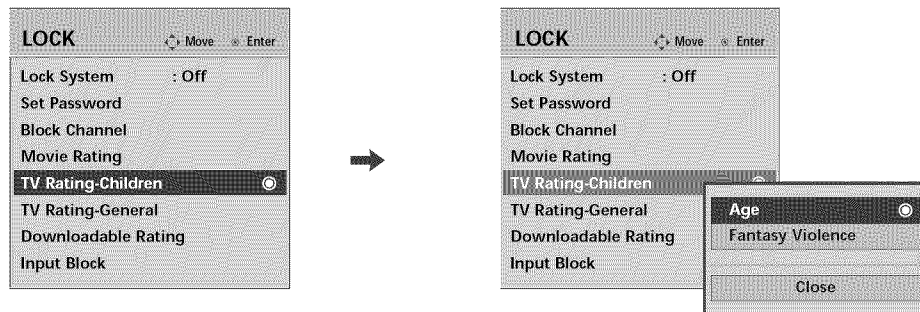 LOCK Move Enter
Lock System : Off
Set Password
Block Channel
Movie Rating
TV Rating-Children
TV Rating-General
Downloadable Rating
Input Block
LOCK Move Enter
Lock System : Off
Set Password
Block Channel
Movie Rating
TV Rating-Children
TV Rating-General
Downloadable Rating
Input Block
Age
Fantasy Violence
Close